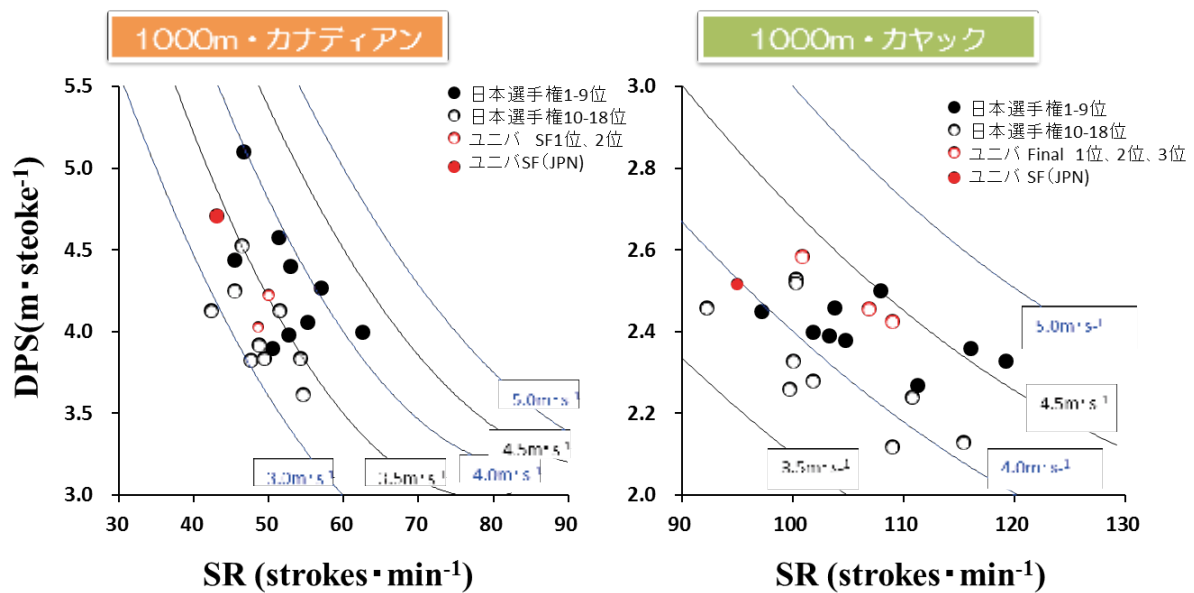 1000m・カナディアン
5.5
5.0
4.5
4.0
3.5
3.0
DPS(m・steoke-1)
日本選手権1-9位
日本選手権10-18位
ユニバ SF1位、2位
ユニバSF(JPN)
5.0m・s-1
4.5m・s-1
4.0m・s-1
3.5m・s-1
3.0m・s-1
30 40 50 60 70 80 90
SR (strokes・min-1)
1000m・カヤック
3.0
2.8
2.6
2.4
2.2
2.0
日本選手権1-9位
日本選手権10-18位
ユニバ Final 1位、2位、3位
ユニバ SF(JPN)
5.0m・s-1
4.5m・s-1
3.5m・s-1
4.0m・s-1
90 100 110 120 130
SR (strokes・min-1)